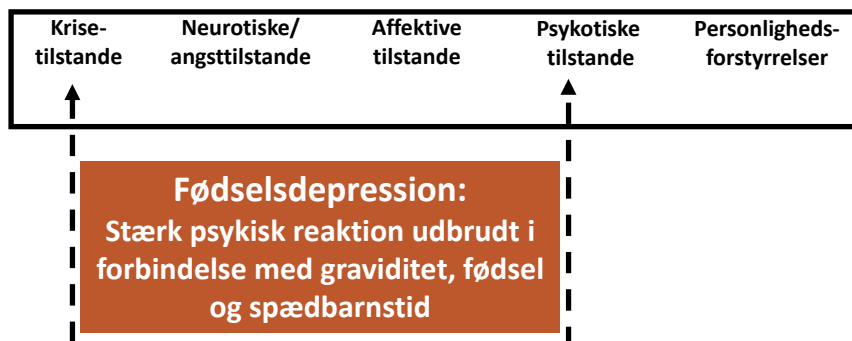 Krise-
tilstande
Neurotiske/
angsttilstande
Affektive
tilstande
Psykotiske
tilstande
Personligheds-
forstyrrelser
Fødselsdepression:
Stærk psykisk reaktion udbrudt i
forbindelse med graviditet, fødsel
og spædbarnstid